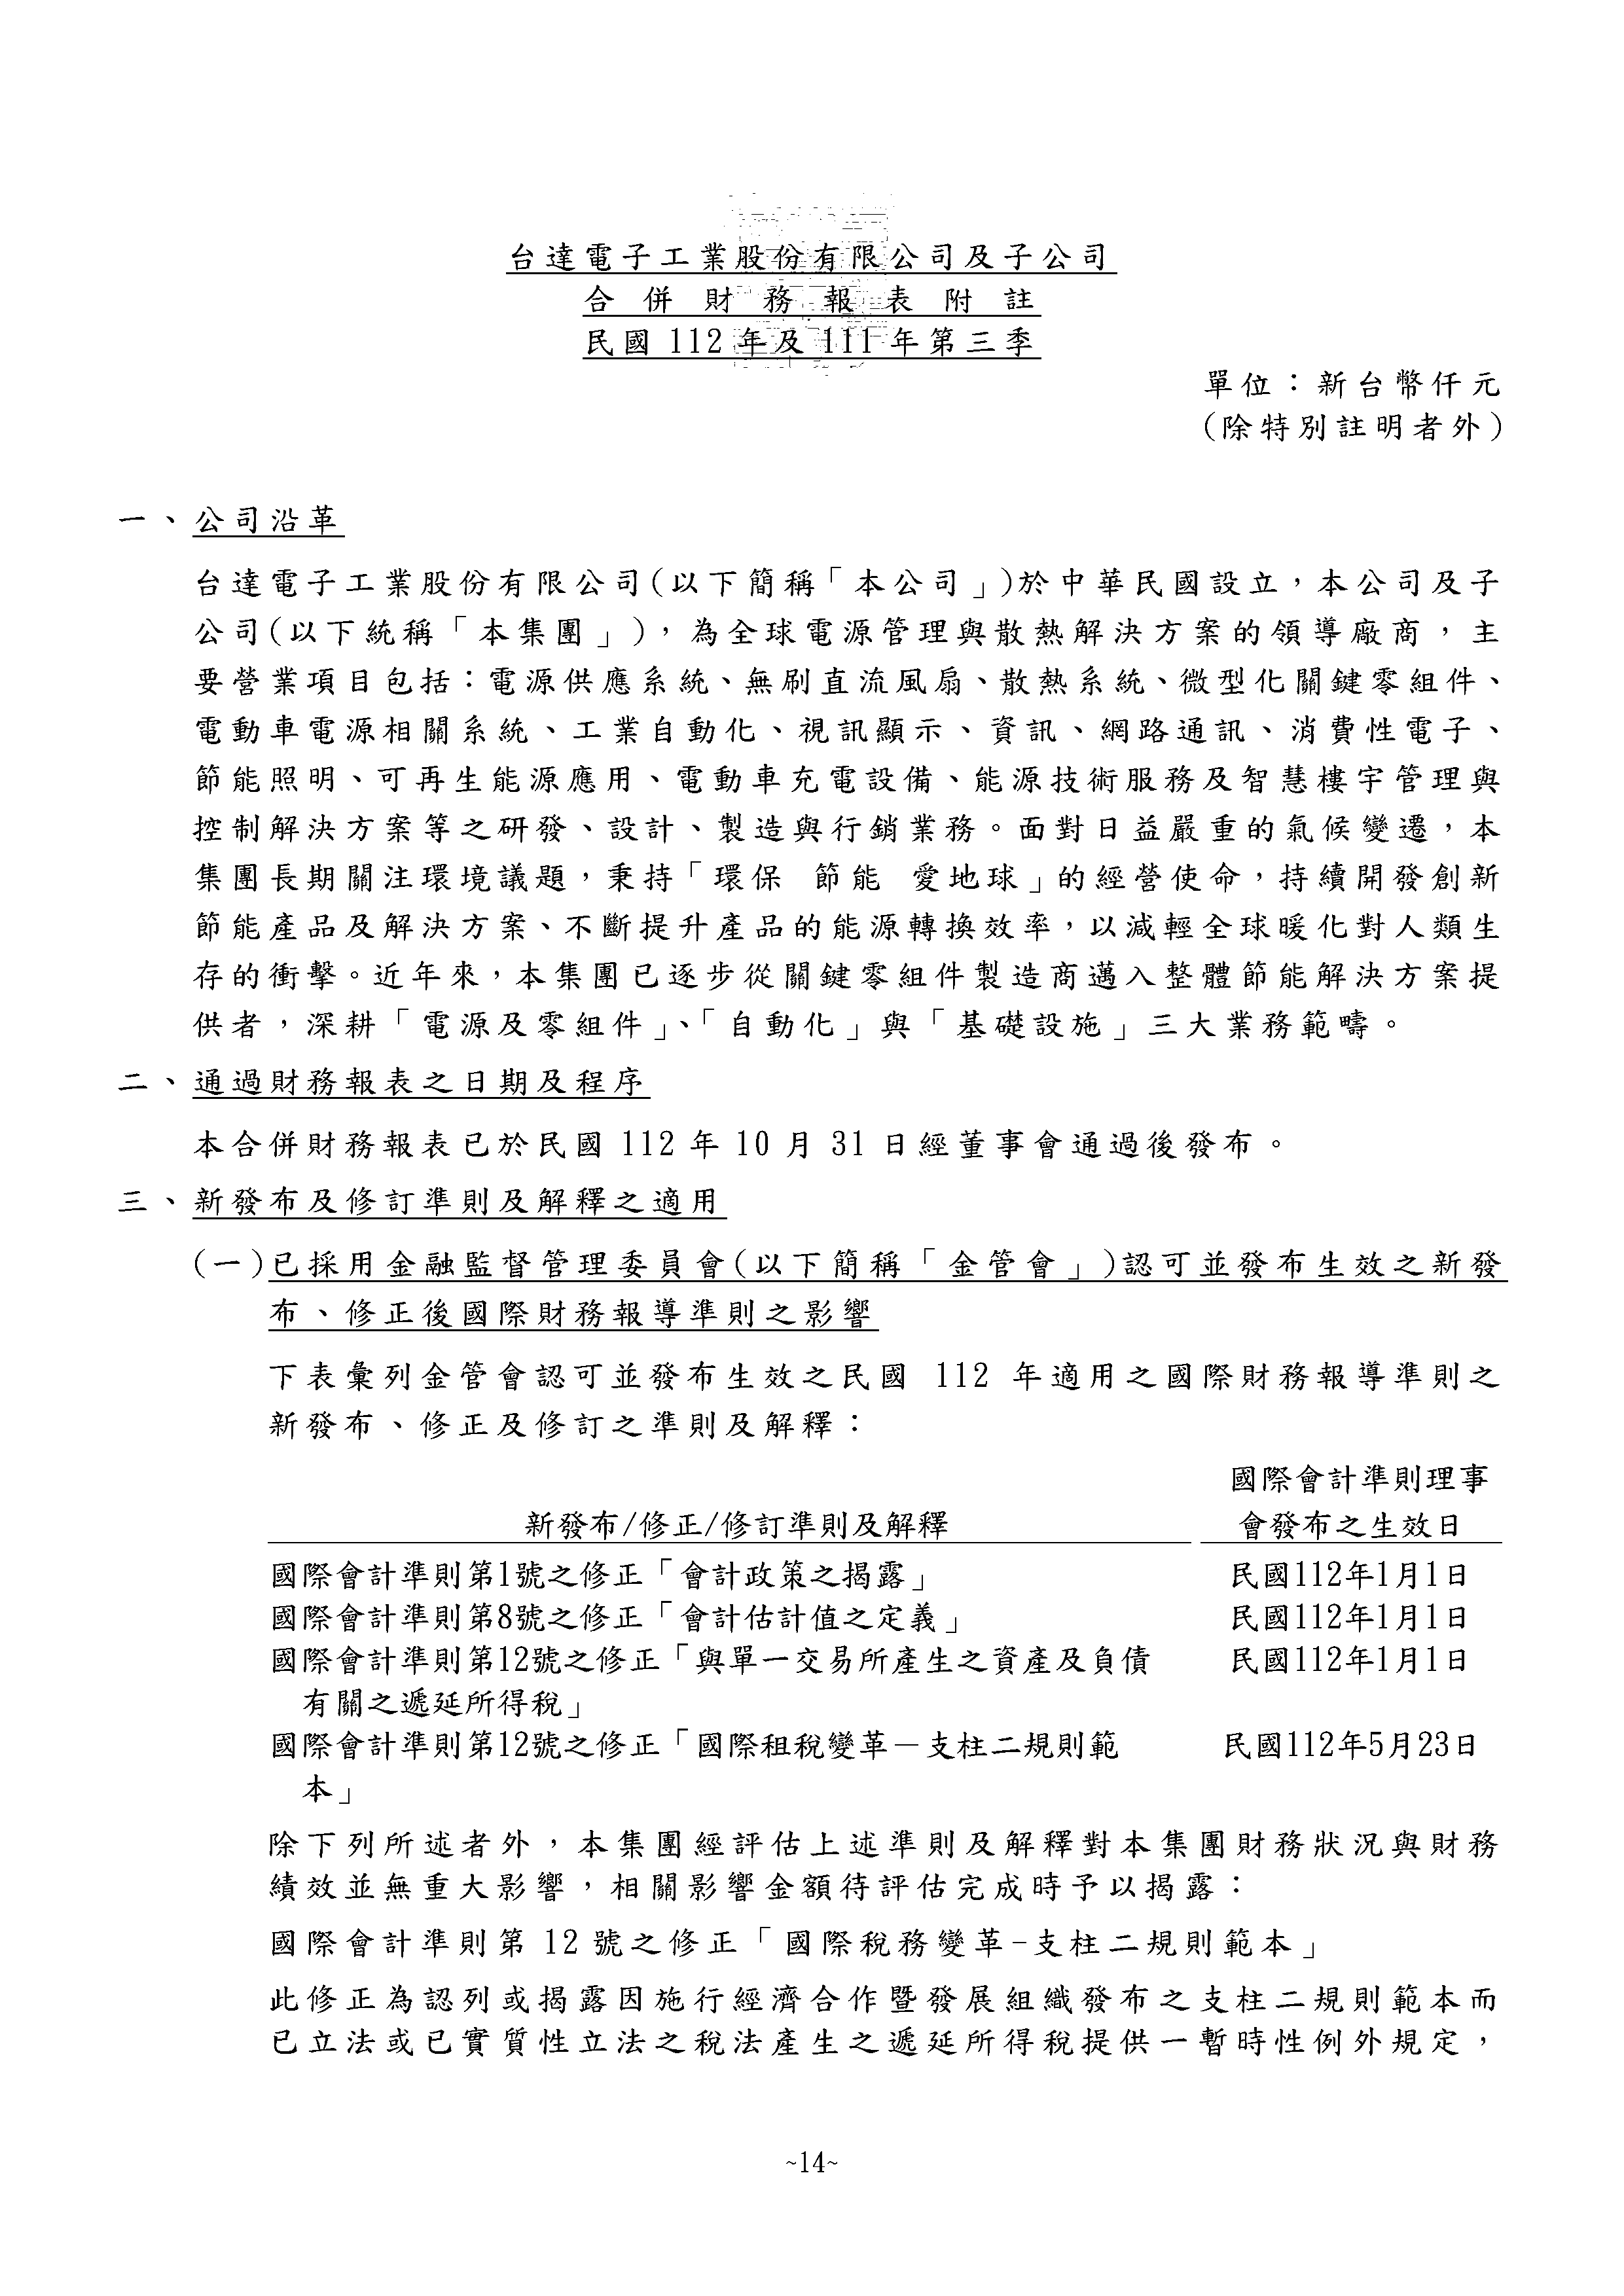 台達電子工業股份有限公司及子公司
合併財務報表附註
民國 112 年及 111 年第三季
單位：新台幣仟元
(除特別註明者外)
一、公司沿革
台達電子工業股份有限公司(以下簡稱「本公司」)於中華民國設立，本公司及子
公司(以下統稱「本集團」)，為全球電源管理與散熱解決方案的領導廠商，主
要營業項目包括：電源供應系統、無刷直流風扇、散熱系統、微型化關鍵零組件、
電動車電源相關系統、工業自動化、視訊顯示、資訊、網路通訊、消費性電子、
節能照明、可再生能源應用、電動車充電設備、能源技術服務及智慧樓宇管理與
控制解決方案等之研發、設計、製造與行銷業務。面對日益嚴重的氣候變遷，本
集團長期關注環境議題，秉持「環保 節能 愛地球」的經營使命，持續開發創新
節能產品及解決方案、不斷提升產品的能源轉換效率，以減輕全球暖化對人類生
存的衝擊。近年來，本集團已逐步從關鍵零組件製造商邁入整體節能解決方案提
供者，深耕「電源及零組件」、「自動化」與「基礎設施」三大業務範疇。
二、通過財務報表之日期及程序
本合併財務報表已於民國 112 年 10 月 31 日經董事會通過後發布。
三、新發布及修訂準則及解釋之適用
(一)已採用金融監督管理委員會(以下簡稱「金管會」)認可並發布生效之新發
布、修正後國際財務報導準則之影響
下表彙列金管會認可並發布生效之民國 112 年適用之國際財務報導準則之
新發布、修正及修訂之準則及解釋：
國際會計準則理事
新發布/修正/修訂準則及解釋 會發布之生效日
國際會計準則第1號之修正「會計政策之揭露」 民國112年1月1日
國際會計準則第8號之修正「會計估計值之定義」 民國112年1月1日
國際會計準則第12號之修正「與單一交易所產生之資產及負債 民國112年1月1日
有關之遞延所得稅」
國際會計準則第12號之修正「國際租稅變革－支柱二規則範 民國112年5月23日
本」
除下列所述者外，本集團經評估上述準則及解釋對本集團財務狀況與財務
績效並無重大影響，相關影響金額待評估完成時予以揭露：
國際會計準則第 12 號之修正「國際稅務變革-支柱二規則範本」
此修正為認列或揭露因施行經濟合作暨發展組織發布之支柱二規則範本而
已立法或已實質性立法之稅法產生之遞延所得稅提供一暫時性例外規定，
~14~